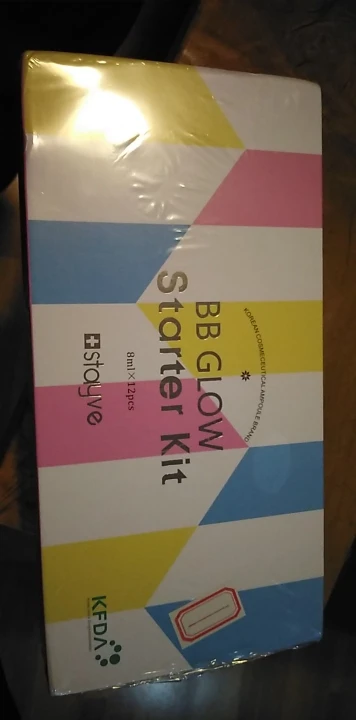 KOREAN COSMECEUTICAL AMPOULE BRAND
BB GLOW
Starter Kit
8ml×12pcs
stayve
KFDA